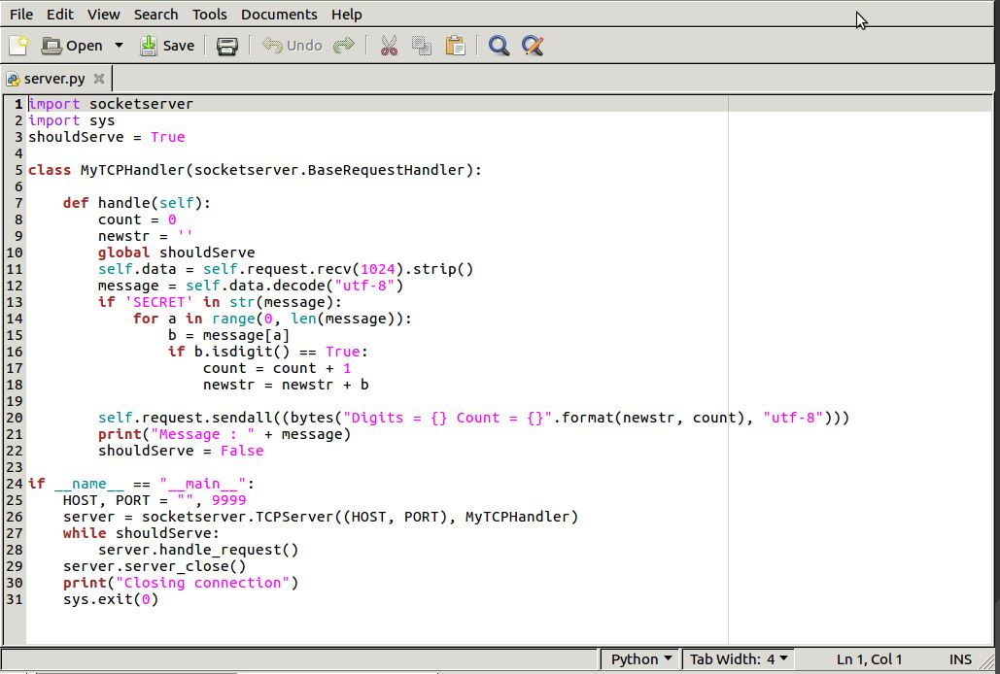 File Edit View Search Tools Documents Help
Open Save Undo
server.py
1 import socketserver
2 import sys
3 shouldServe = True
4
5 class MyTCPHandler(socketserver.BaseRequestHandler):
6
7     def handle(self):
8         count = 0
9         newstr = ''
10         global shouldServe
11         self.data = self.request.recv(1024).strip()
12         message = self.data.decode("utf-8")
13         if 'SECRET' in str(message):
14             for a in range(0, len(message)):
15                 b = message[a]
16                 if b.isdigit() == True:
17                     count = count + 1
18                     newstr = newstr + b
19
20         self.request.sendall((bytes("Digits = {} Count = {}".format(newstr, count), "utf-8")))
21         print("Message : " + message)
22         shouldServe = False
23
24 if __name__ == "__main__":
25     HOST, PORT = "", 9999
26     server = socketserver.TCPServer((HOST, PORT), MyTCPHandler)
27     while shouldServe:
28         server.handle_request()
29     server.server_close()
30     print("Closing connection")
31     sys.exit(0)
Python Tab Width: 4 Ln 1, Col 1 INS